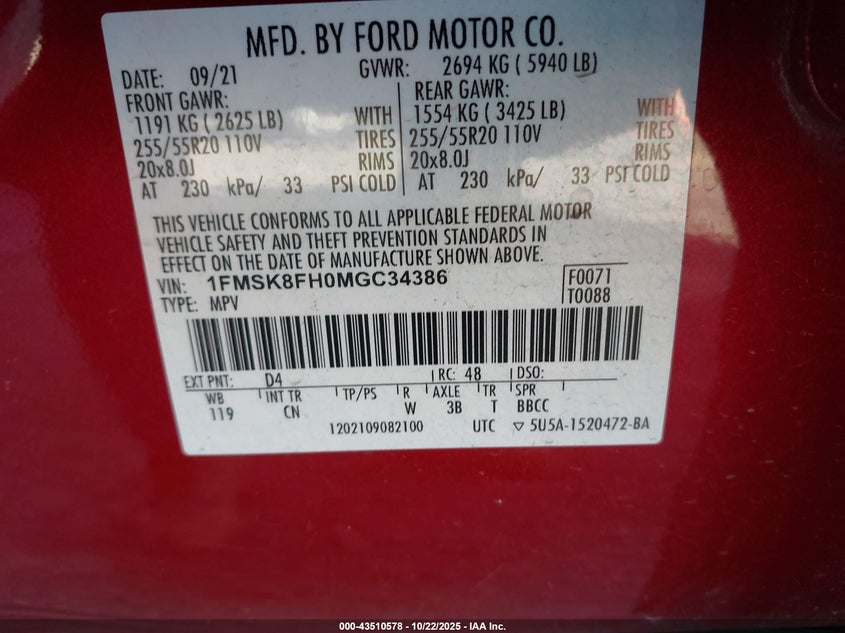 MFD. BY FORD MOTOR CO.
DATE: 09/21 GVWR: 2694 KG ( 5940 LB)
FRONT GAWR: REAR GAWR:
1191 KG ( 2625 LB) WITH 1554 KG ( 3425 LB) WITH
255/55R20 110V TIRES 255/55R20 110V TIRES
20x8.0J RIMS 20x8.0J RIMS
AT 230 kPa/ 33 PSI COLD AT 230 kPa/ 33 PSI COLD
THIS VEHICLE CONFORMS TO ALL APPLICABLE FEDERAL MOTOR
VEHICLE SAFETY AND THEFT PREVENTION STANDARDS IN
EFFECT ON THE DATE OF MANUFACTURE SHOWN ABOVE.
VIN: 1FMSK8FH0MGC34386 F0071
TYPE: MPV T0088
EXT PNT: D4 RC: 48 DSO:
WB INT TR TP/PS R AXLE TR SPR
119 CN W 3B T BBCC
1202109082100 UTC ▽ 5U5A-1520472-BA
000-43510578 - 10/22/2025 - IAA Inc.